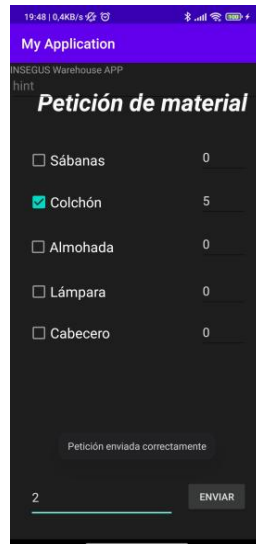 19:48 | 0,4KB/s
100
My Application
INSEGUS Warehouse APP
hint
Petición de material
Sábanas 0
Colchón 5
Almohada 0
Lámpara 0
Cabecero 0
Petición enviada correctamente
2 ENVIAR